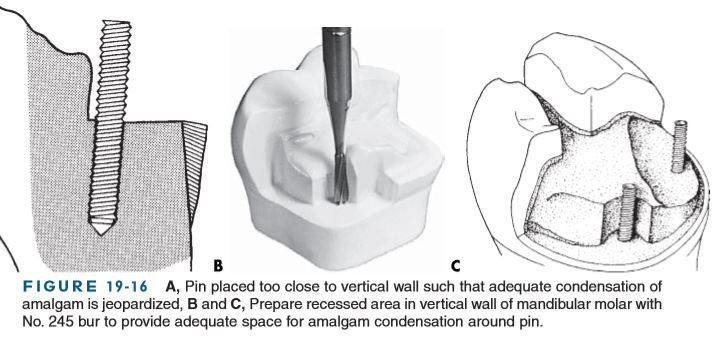 B
C
FIGURE 19-16 A, Pin placed too close to vertical wall such that adequate condensation of
amalgam is jeopardized, B and C, Prepare recessed area in vertical wall of mandibular molar with
No. 245 bur to provide adequate space for amalgam condensation around pin.